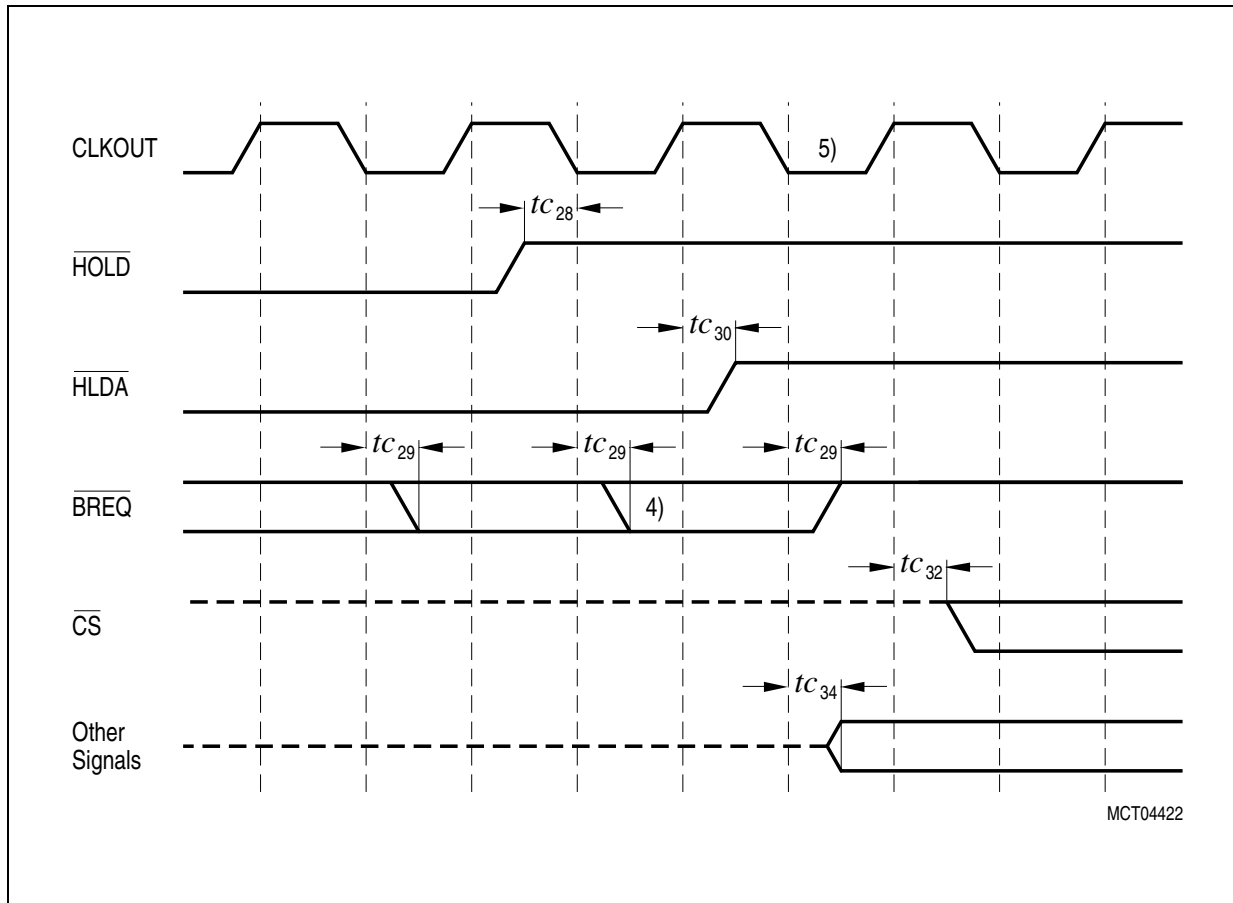 CLKOUT
5)
tc28
HOLD
tc30
HLDA
tc29
tc29
tc29
BREQ
4)
tc32
CS
tc34
Other
Signals
MCT04422